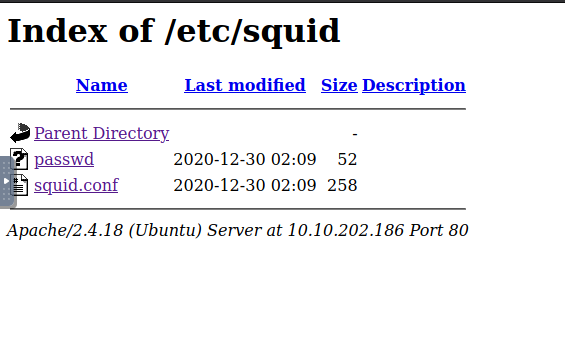 Index of /etc/squid
Name Last modified Size Description
Parent Directory -
passwd 2020-12-30 02:09 52
squid.conf 2020-12-30 02:09 258
Apache/2.4.18 (Ubuntu) Server at 10.10.202.186 Port 80